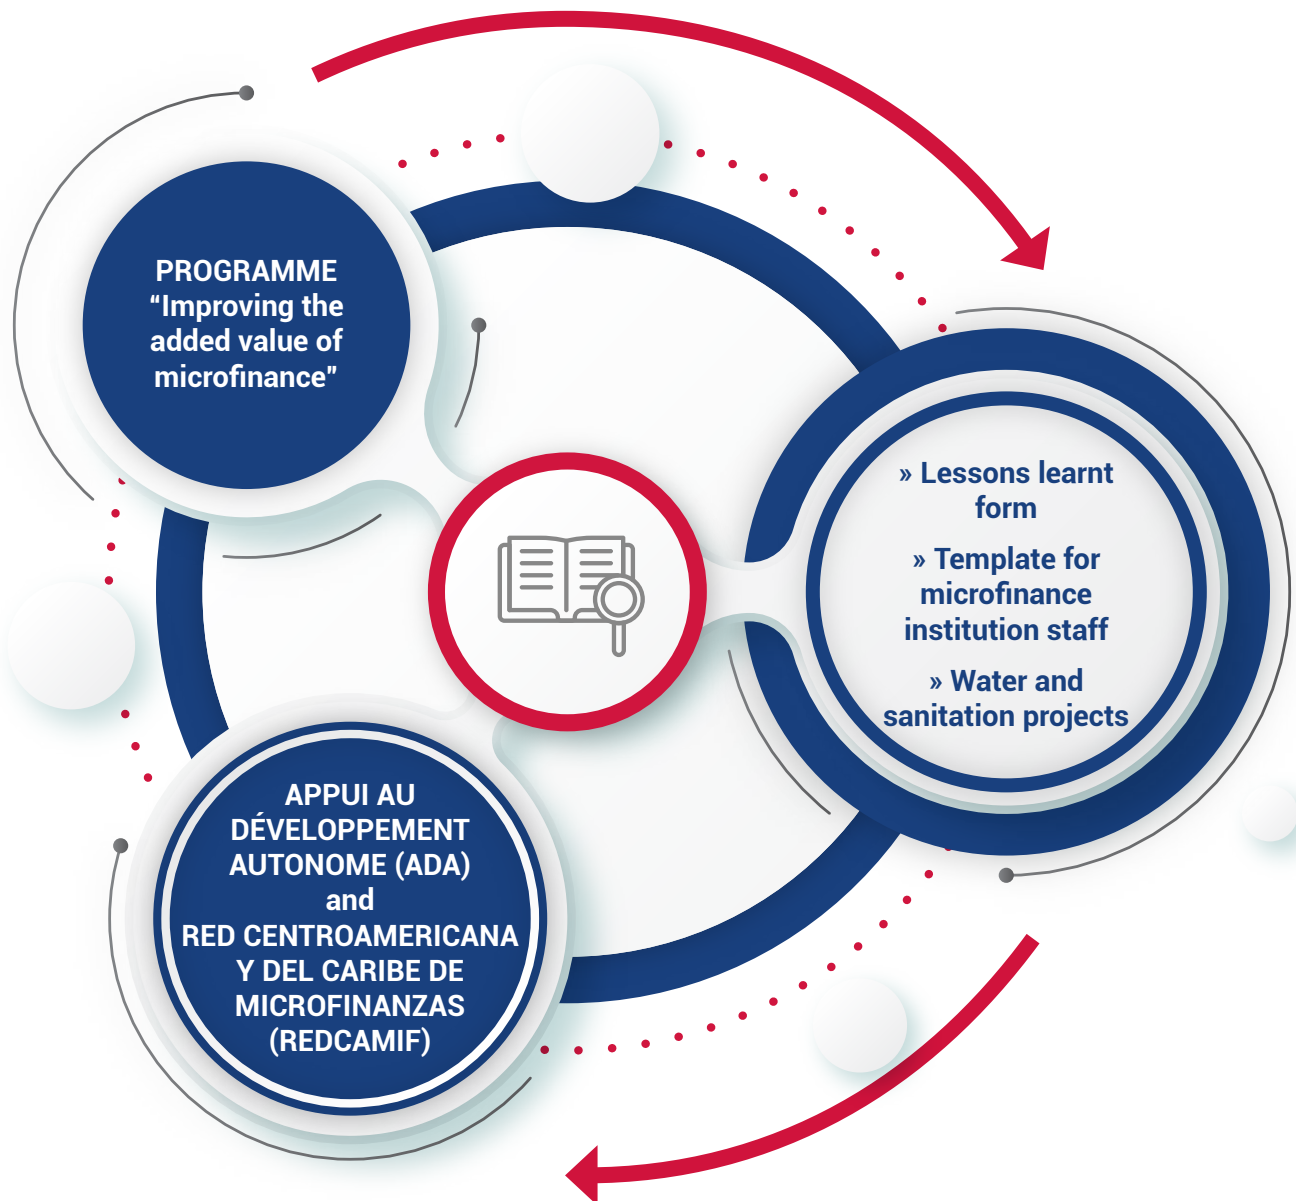 PROGRAMME
“Improving the
added value of
microfinance”
» Lessons learnt
form
» Template for
microfinance
institution staff
» Water and
sanitation projects
APPUI AU
DÉVELOPPEMENT
AUTONOME (ADA)
and
RED CENTROAMERICANA
Y DEL CARIBE DE
MICROFINANZAS
(REDCAMIF)